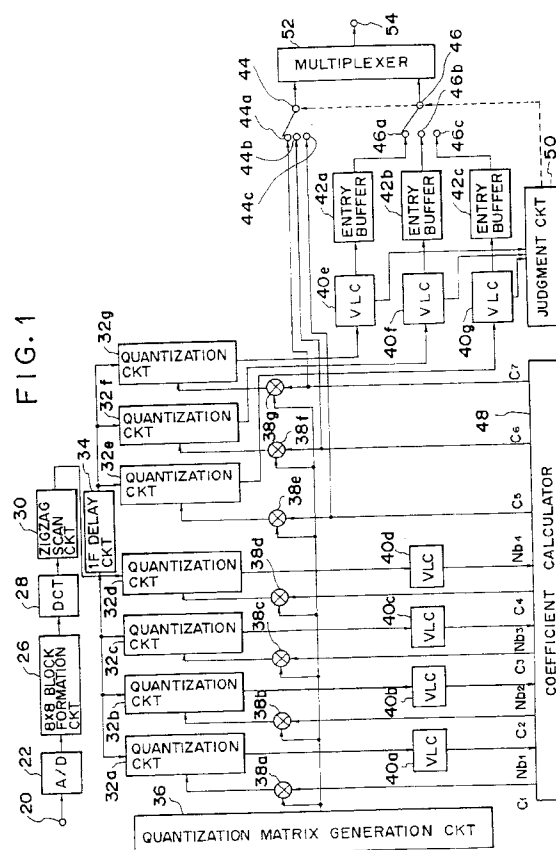 FIG. 1
20
22
A/D
26
8X8 BLOCK
FORMATION
CKT
28
DCT
30
ZIGZAG
SCAN
CKT
34
1F DELAY
CKT
32a
QUANTIZATION
CKT
32b
QUANTIZATION
CKT
32c
QUANTIZATION
CKT
32d
QUANTIZATION
CKT
32e
QUANTIZATION
CKT
32f
QUANTIZATION
CKT
32g
QUANTIZATION
CKT
36
QUANTIZATION MATRIX GENERATION CKT
38a
38b
38c
38d
38e
38f
38g
40a
VLC
40b
VLC
40c
VLC
40d
VLC
40e
VLC
40f
VLC
40g
VLC
42a
ENTRY
BUFFER
42b
ENTRY
BUFFER
42c
ENTRY
BUFFER
44a
44b
44c
44
46a
46b
46c
46
52
MULTIPLEXER
54
50
JUDGMENT CKT
C1
Nb1
C2
Nb2
C3
Nb3
C4
Nb4
C5
C6
C7
48
COEFFICIENT CALCULATOR